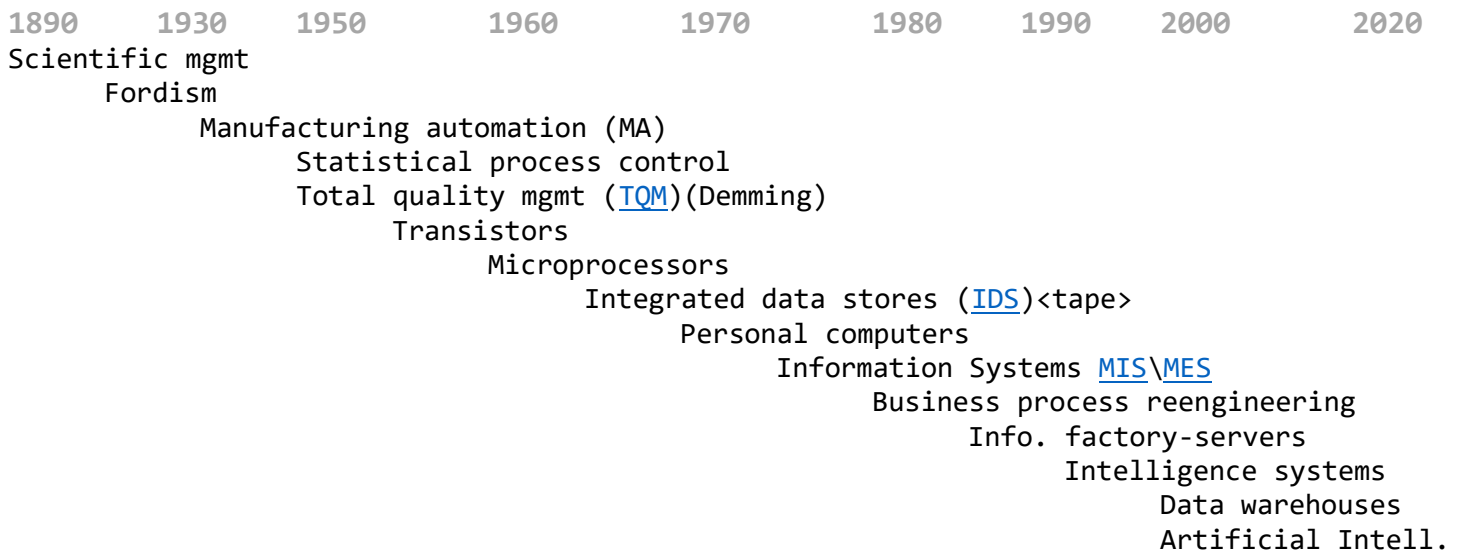 1890 1930 1950 1960 1970 1980 1990 2000 2020
Scientific mgmt
Fordism
Manufacturing automation (MA)
Statistical process control
Total quality mgmt (TQM)(Demming)
Transistors
Microprocessors
Integrated data stores (IDS)<tape>
Personal computers
Information Systems MIS\MES
Business process reengineering
Info. factory-servers
Intelligence systems
Data warehouses
Artificial Intell.